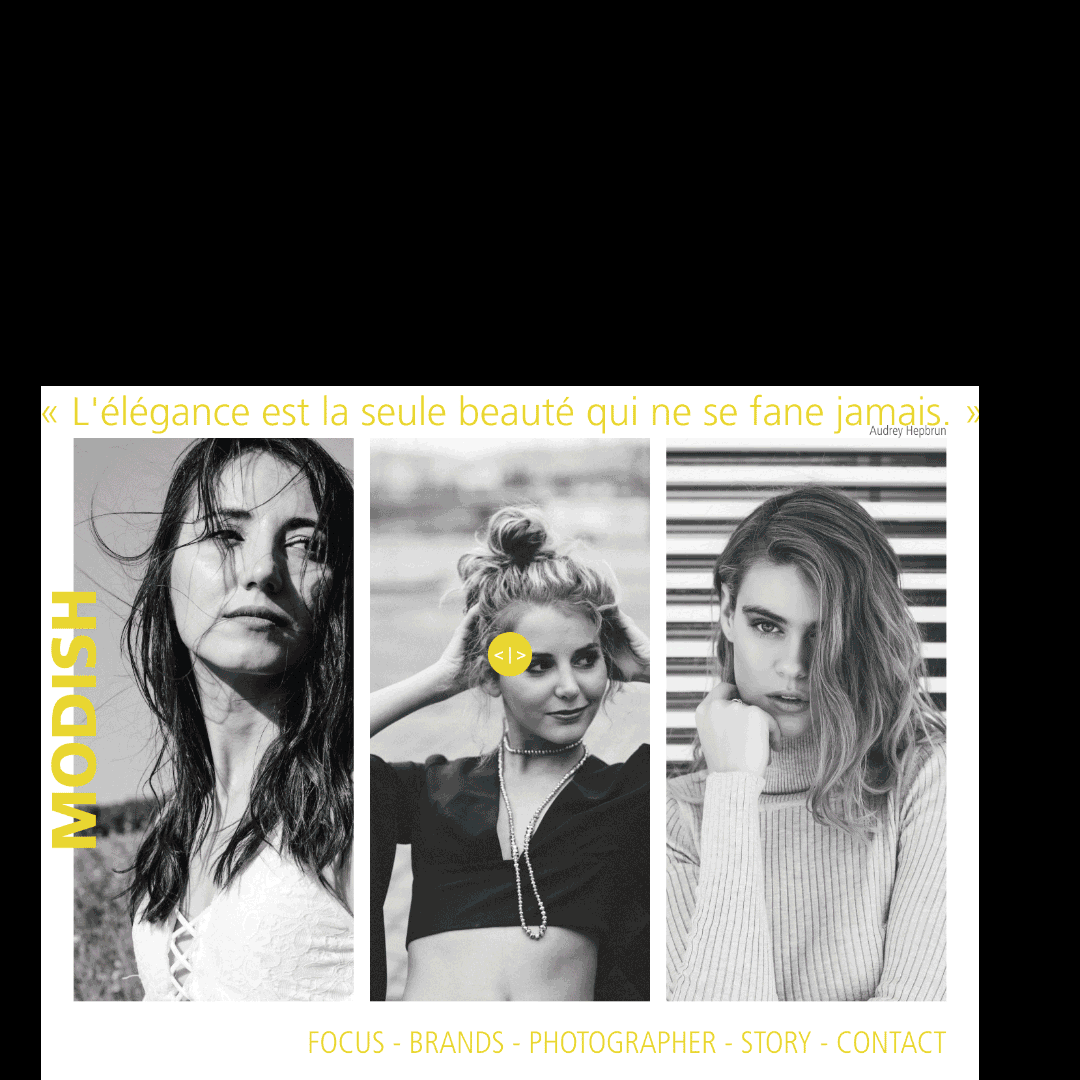 « L'élégance est la seule beauté qui ne se fane jamais. »
Audrey Hepbrun
MODISH
<|>
FOCUS - BRANDS - PHOTOGRAPHER - STORY - CONTACT